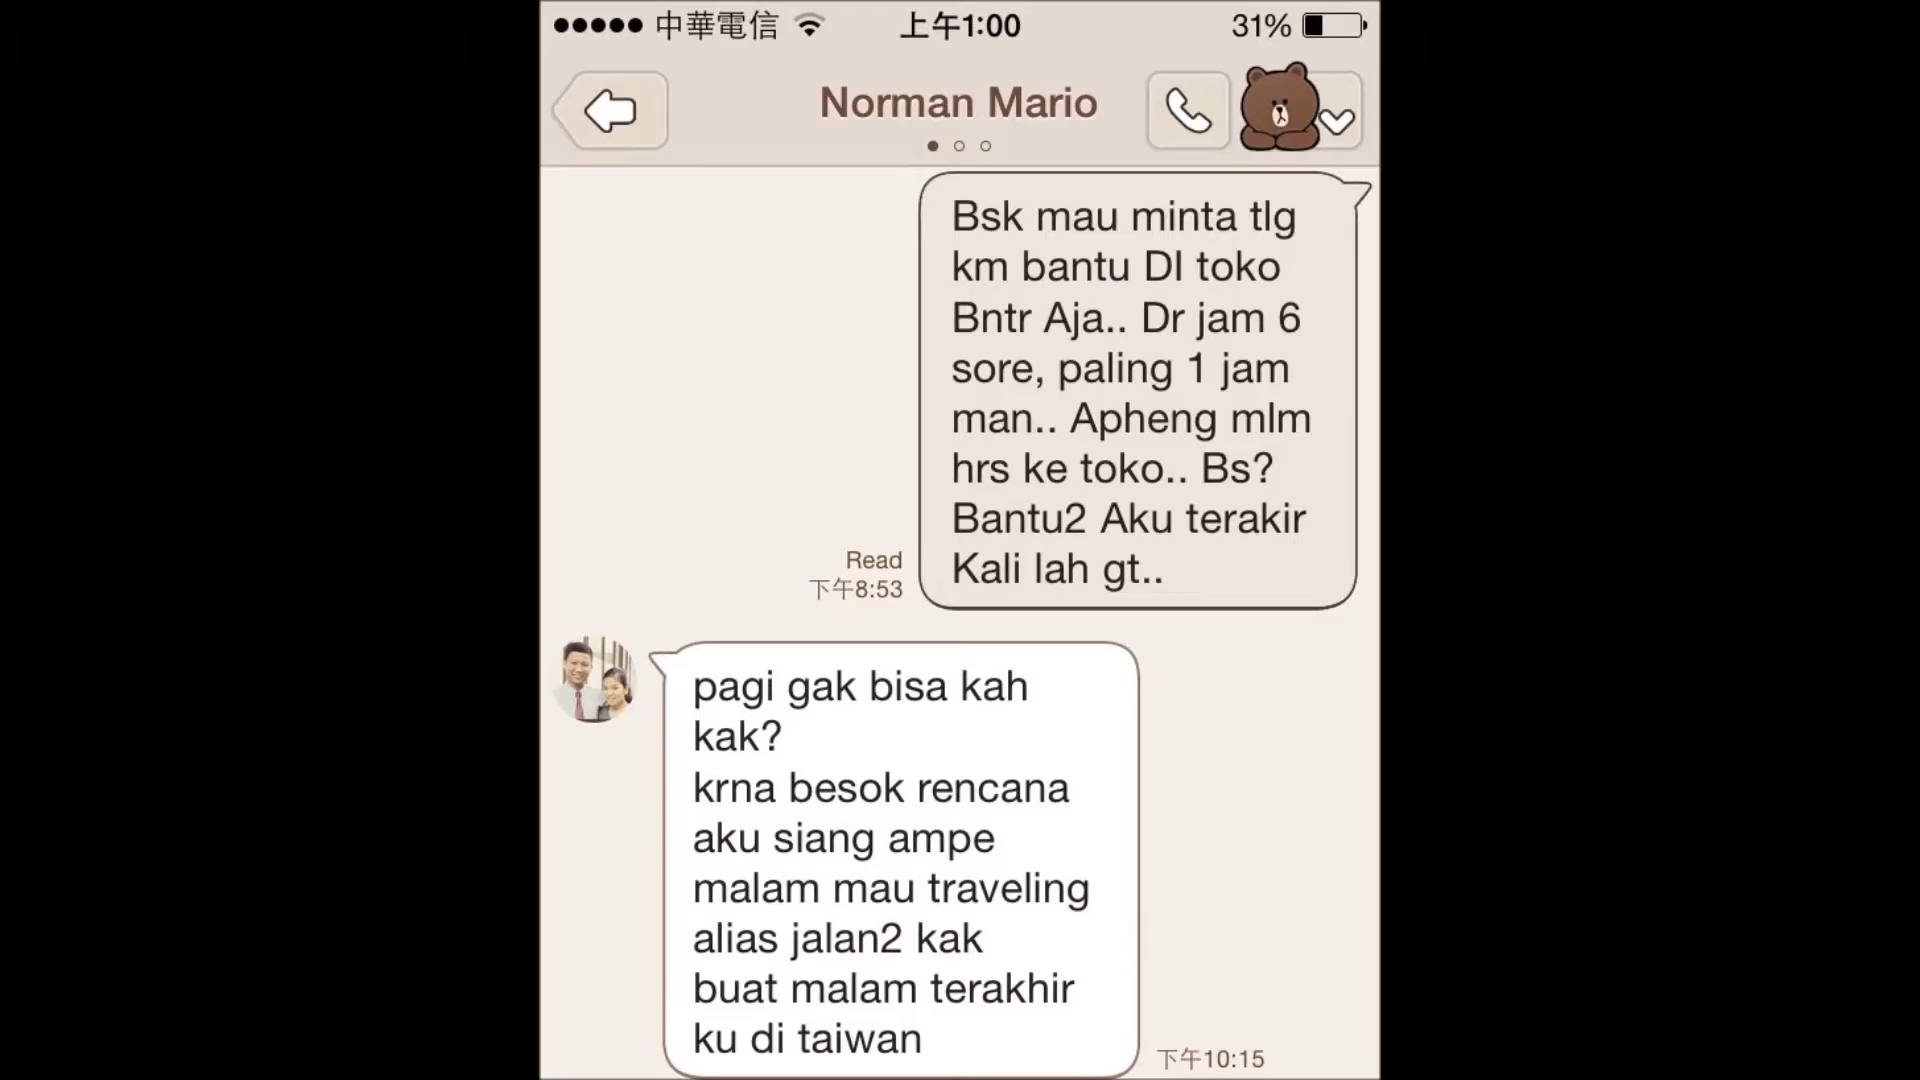 中華電信 上午1:00 31%
Norman Mario
Bsk mau minta tlg
km bantu DI toko
Bntr Aja.. Dr jam 6
sore, paling 1 jam
man.. Apheng mlm
hrs ke toko.. Bs?
Bantu2 Aku terakir
Kali lah gt..
Read
下午8:53
pagi gak bisa kah
kak?
krna besok rencana
aku siang ampe
malam mau traveling
alias jalan2 kak
buat malam terakhir
ku di taiwan
下午10:15